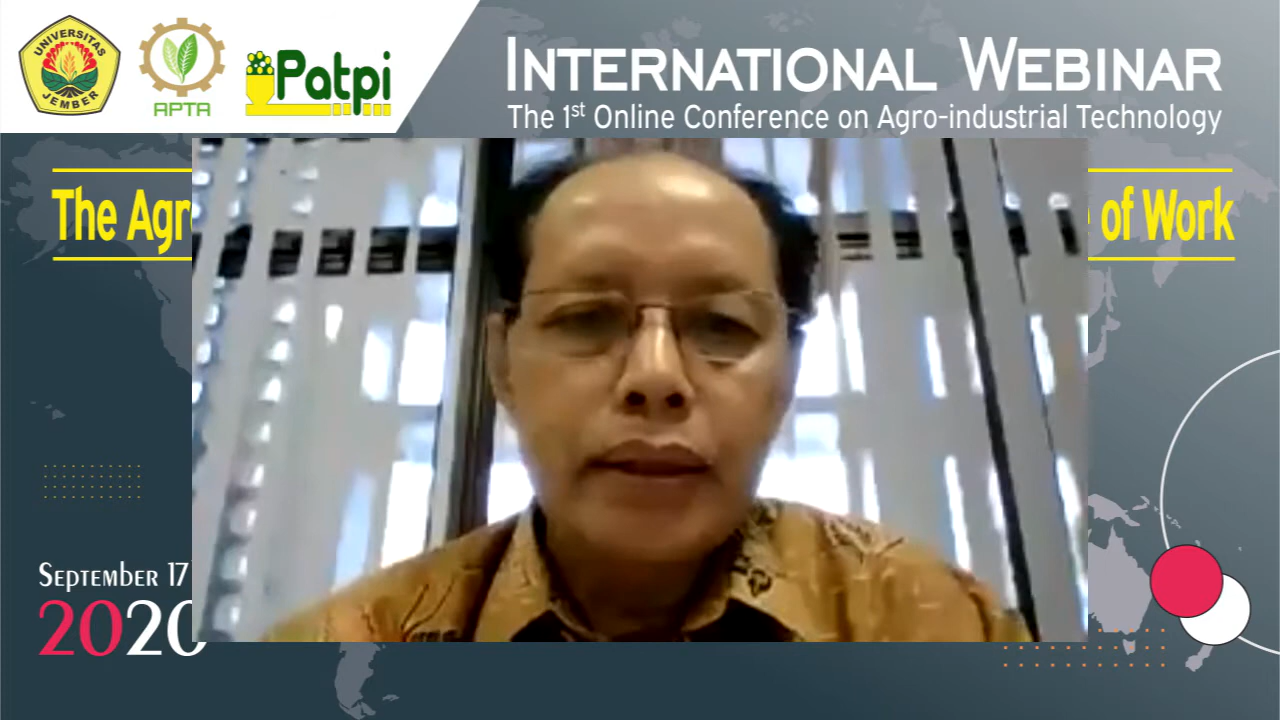 UNIVERSITAS
JEMBER
APTA
Patpi
INTERNATIONAL WEBINAR
The 1st Online Conference on Agro-industrial Technology
The Agr
of Work
SEPTEMBER 17
2020